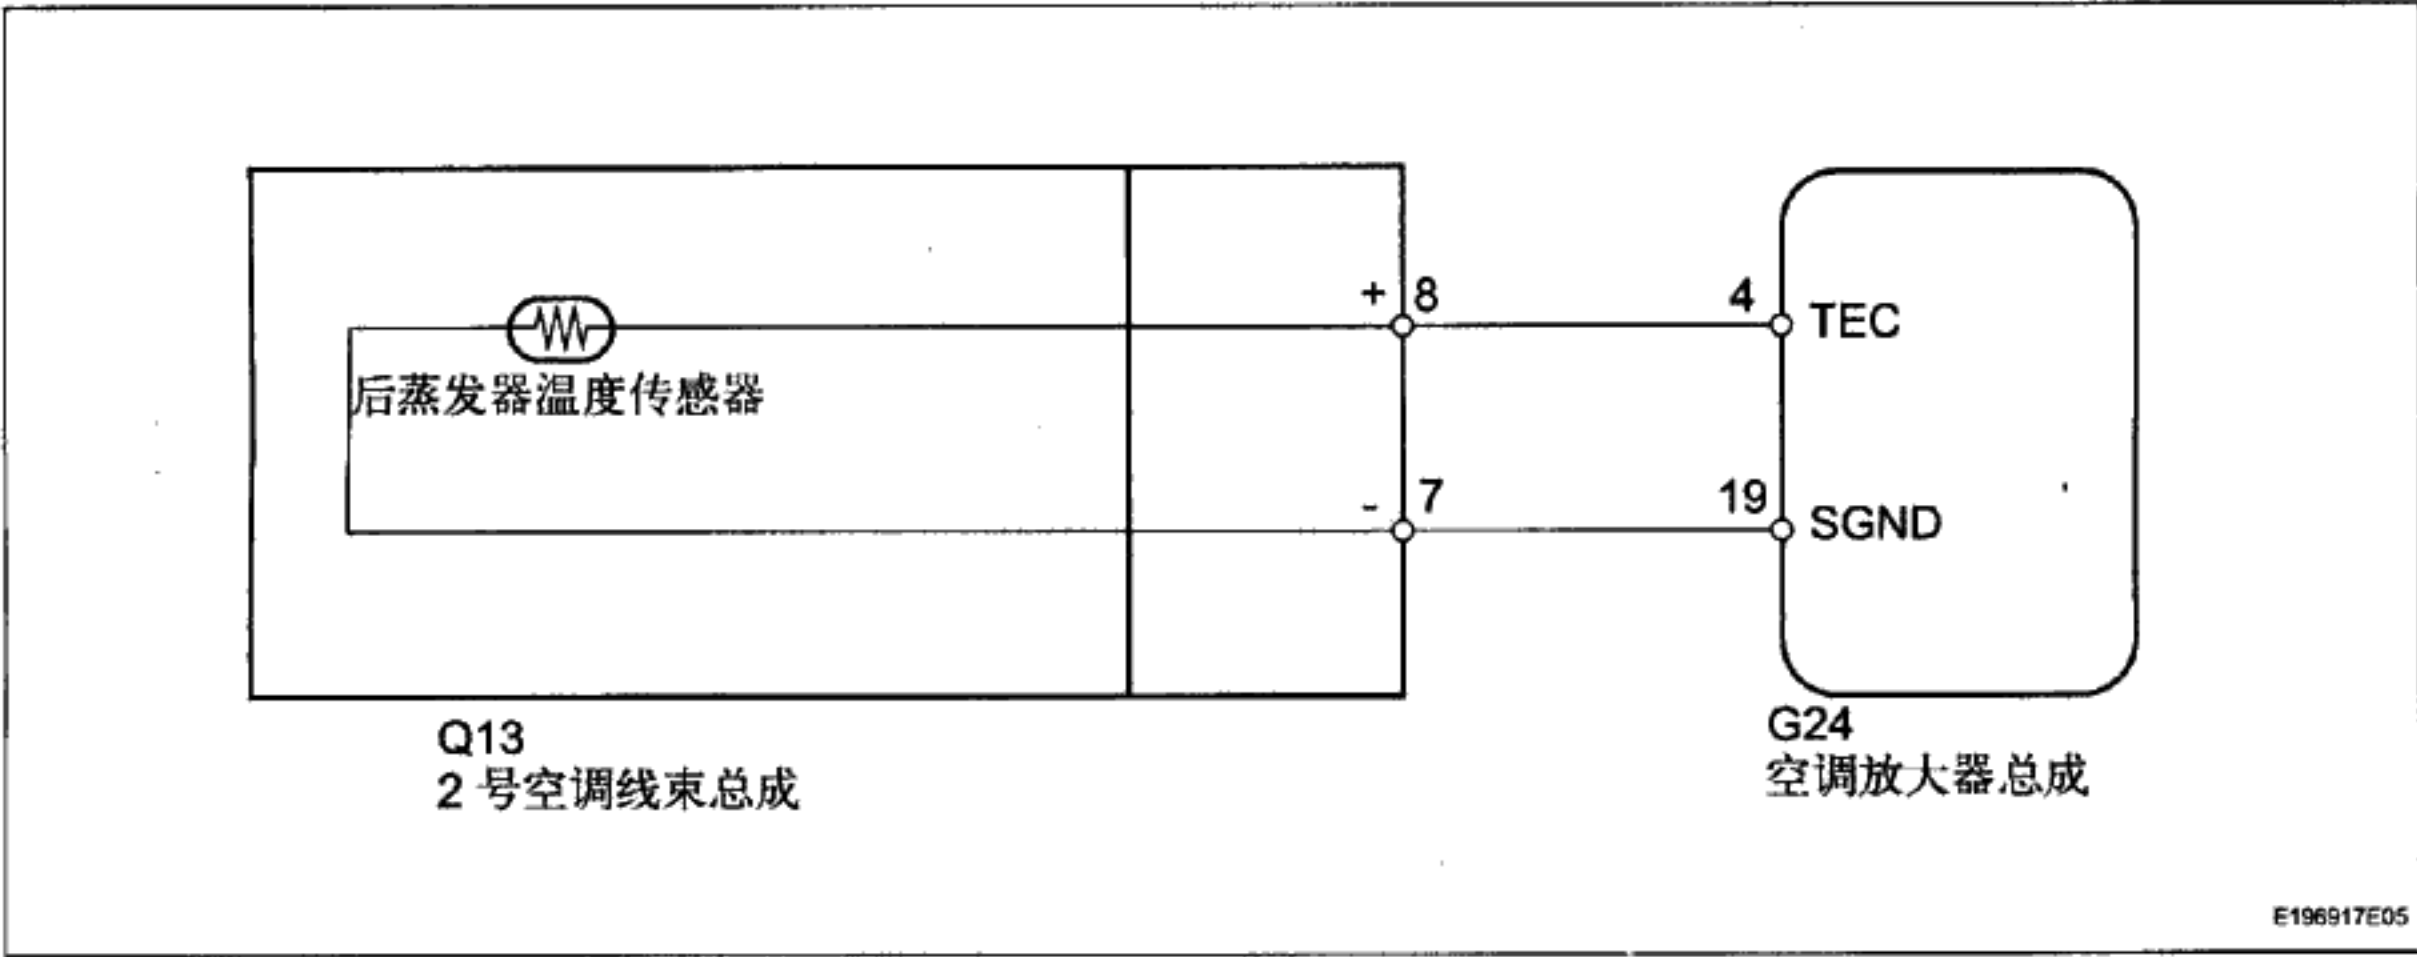 + 8 4 TEC
后蒸发器温度传感器
- 7 19 SGND
Q13
2 号空调线束总成
G24
空调放大器总成
E196917E05